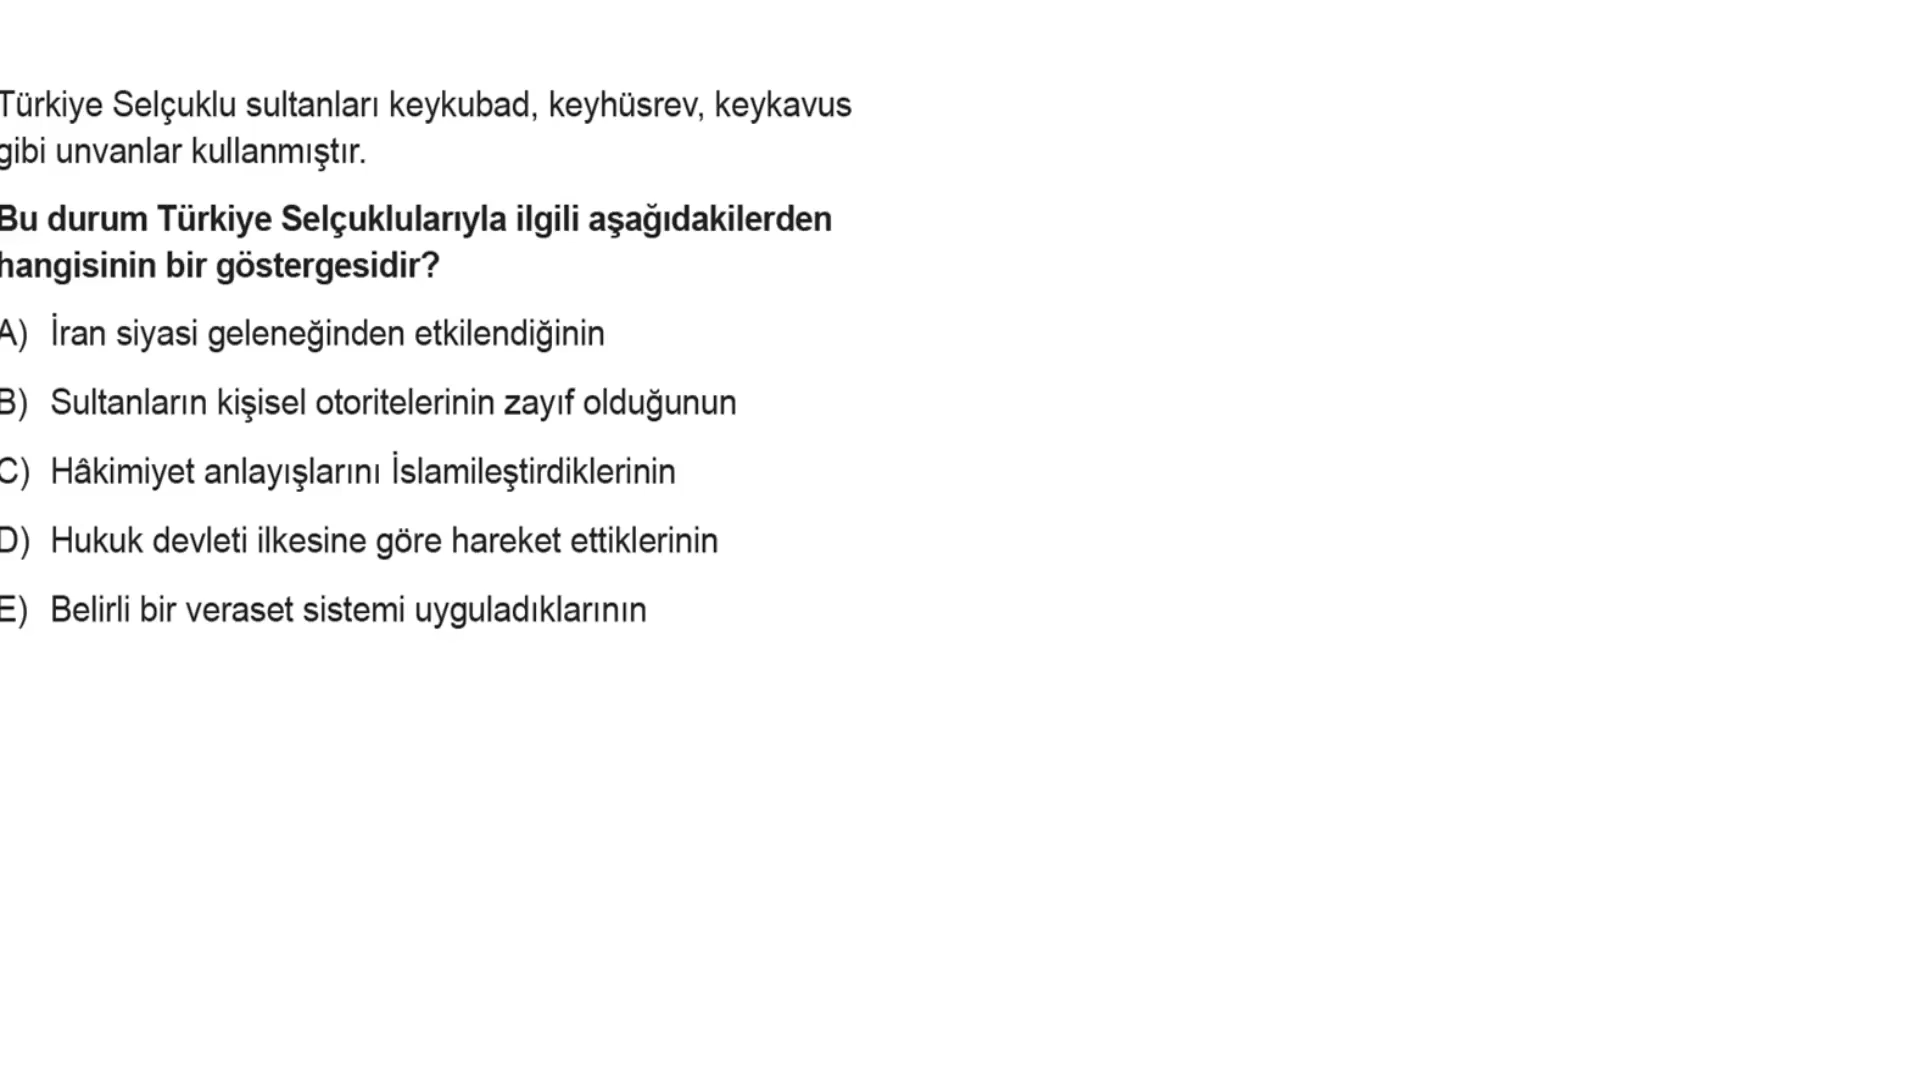 Türkiye Selçuklu sultanları keykubad, keyhüsrev, keykavus
gibi unvanlar kullanmıştır.
Bu durum Türkiye Selçuklularıyla ilgili aşağıdakilerden
hangisinin bir göstergesidir?
A) İran siyasi geleneğinden etkilendiğinin
B) Sultanların kişisel otoritelerinin zayıf olduğunun
C) Hâkimiyet anlayışlarını İslamileştirdiklerinin
D) Hukuk devleti ilkesine göre hareket ettiklerinin
E) Belirli bir veraset sistemi uyguladıklarının